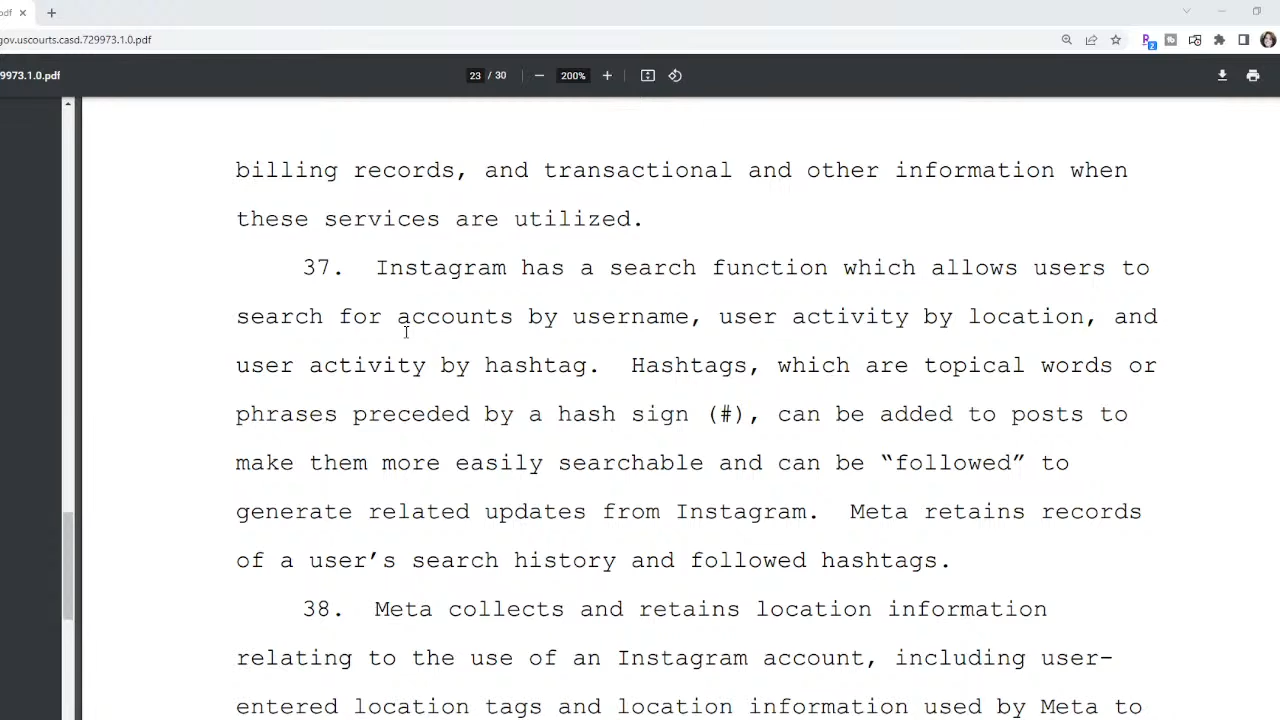 pdf
gov.uscourts.casd.729973.1.0.pdf
9973.1.0.pdf
23 / 30
200%
billing records, and transactional and other information when
these services are utilized.
37. Instagram has a search function which allows users to
search for accounts by username, user activity by location, and
user activity by hashtag. Hashtags, which are topical words or
phrases preceded by a hash sign (#), can be added to posts to
make them more easily searchable and can be “followed” to
generate related updates from Instagram. Meta retains records
of a user’s search history and followed hashtags.
38. Meta collects and retains location information
relating to the use of an Instagram account, including user-
entered location tags and location information used by Meta to